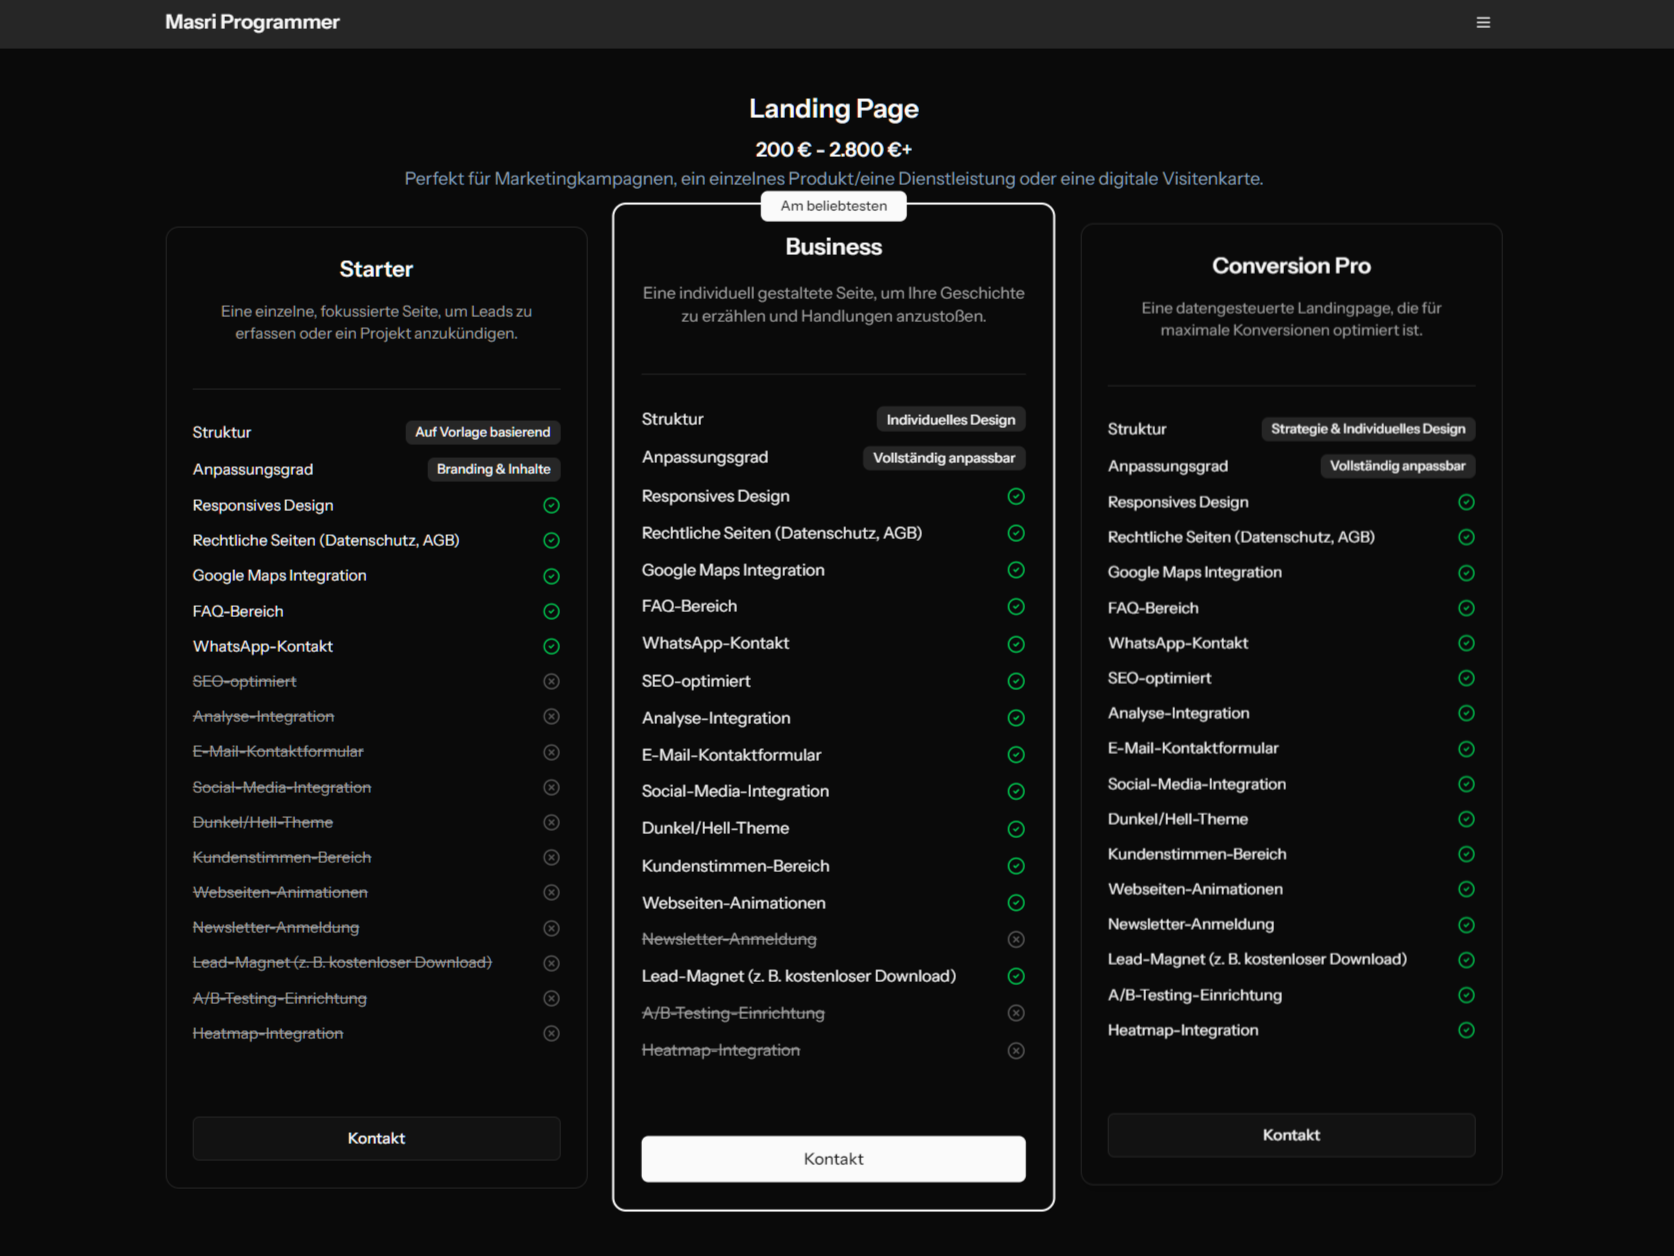 Masri Programmer
Landing Page
200 € - 2.800 €+
Perfekt für Marketingkampagnen, ein einzelnes Produkt/eine Dienstleistung oder eine digitale Visitenkarte.
Starter
Eine einzelne, fokussierte Seite, um Leads zu
erfassen oder ein Projekt anzukündigen.
Struktur
Auf Vorlage basierend
Anpassungsgrad
Branding & Inhalte
Responsives Design
Rechtliche Seiten (Datenschutz, AGB)
Google Maps Integration
FAQ-Bereich
WhatsApp-Kontakt
SEO-optimiert
Analyse-Integration
E-Mail-Kontaktformular
Social-Media-Integration
Dunkel/Hell-Theme
Kundenstimmen-Bereich
Webseiten-Animationen
Newsletter-Anmeldung
Lead-Magnet (z. B. kostenloser Download)
A/B-Testing-Einrichtung
Heatmap-Integration
Kontakt
Am beliebtesten
Business
Eine individuell gestaltete Seite, um Ihre Geschichte
zu erzählen und Handlungen anzustoßen.
Struktur
Individuelles Design
Anpassungsgrad
Vollständig anpassbar
Responsives Design
Rechtliche Seiten (Datenschutz, AGB)
Google Maps Integration
FAQ-Bereich
WhatsApp-Kontakt
SEO-optimiert
Analyse-Integration
E-Mail-Kontaktformular
Social-Media-Integration
Dunkel/Hell-Theme
Kundenstimmen-Bereich
Webseiten-Animationen
Newsletter-Anmeldung
Lead-Magnet (z. B. kostenloser Download)
A/B-Testing-Einrichtung
Heatmap-Integration
Kontakt
Conversion Pro
Eine datengesteuerte Landingpage, die für
maximale Konversionen optimiert ist.
Struktur
Strategie & Individuelles Design
Anpassungsgrad
Vollständig anpassbar
Responsives Design
Rechtliche Seiten (Datenschutz, AGB)
Google Maps Integration
FAQ-Bereich
WhatsApp-Kontakt
SEO-optimiert
Analyse-Integration
E-Mail-Kontaktformular
Social-Media-Integration
Dunkel/Hell-Theme
Kundenstimmen-Bereich
Webseiten-Animationen
Newsletter-Anmeldung
Lead-Magnet (z. B. kostenloser Download)
A/B-Testing-Einrichtung
Heatmap-Integration
Kontakt